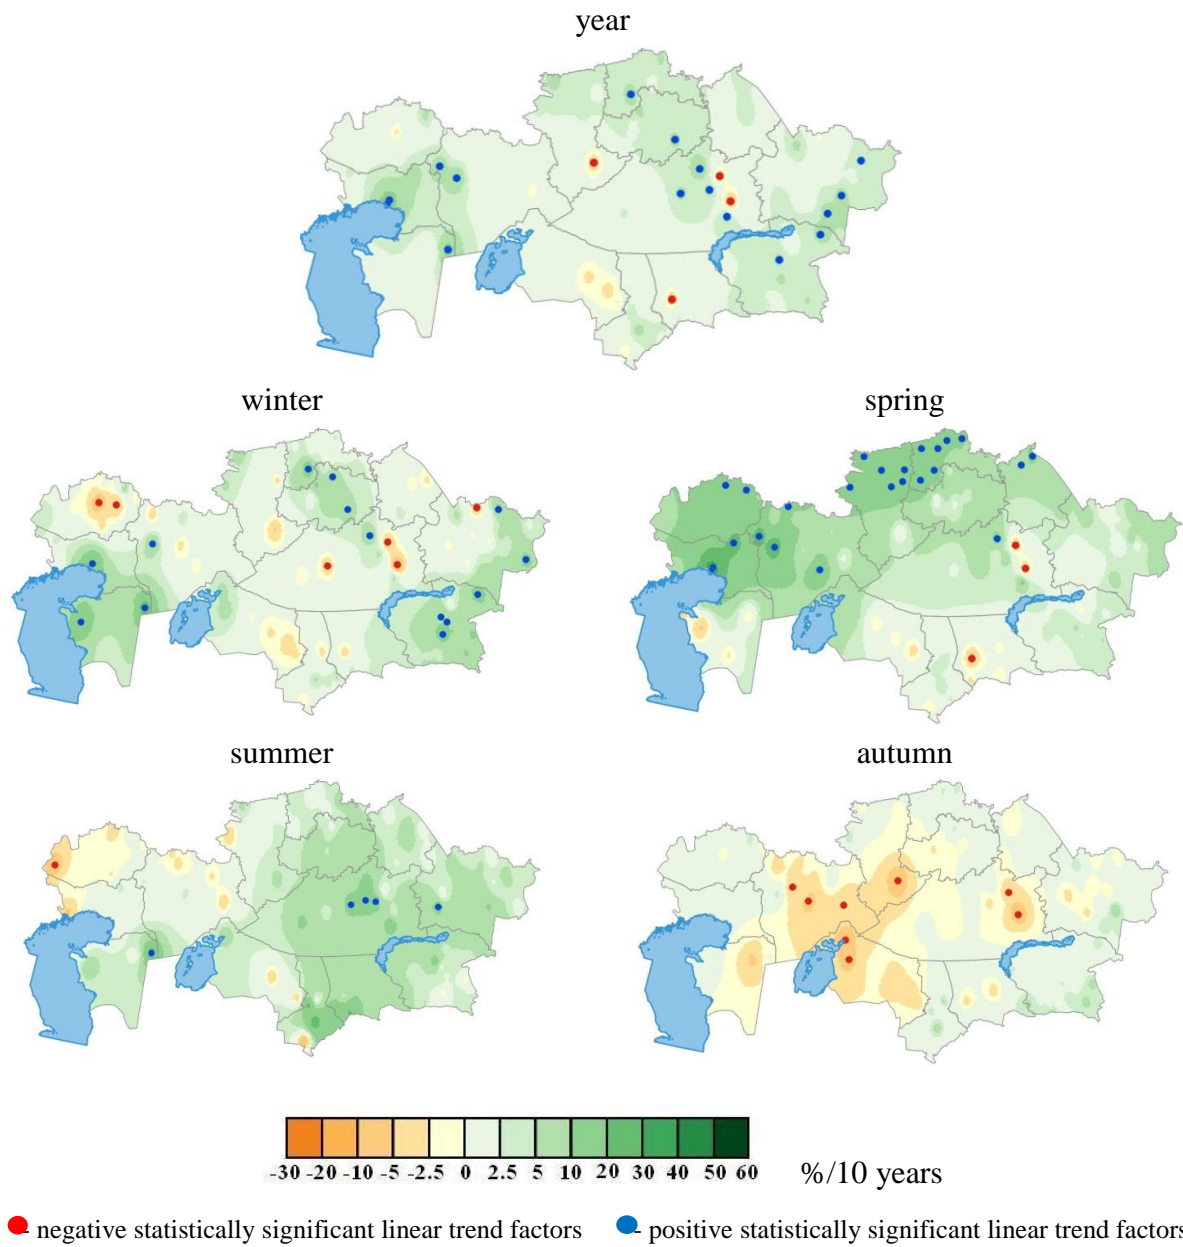 year
winter spring
summer autumn
-30 -20 -10 -5 -2.5 0 2.5 5 10 20 30 40 50 60 %/10 years
- negative statistically significant linear trend factors - positive statistically significant linear trend factors